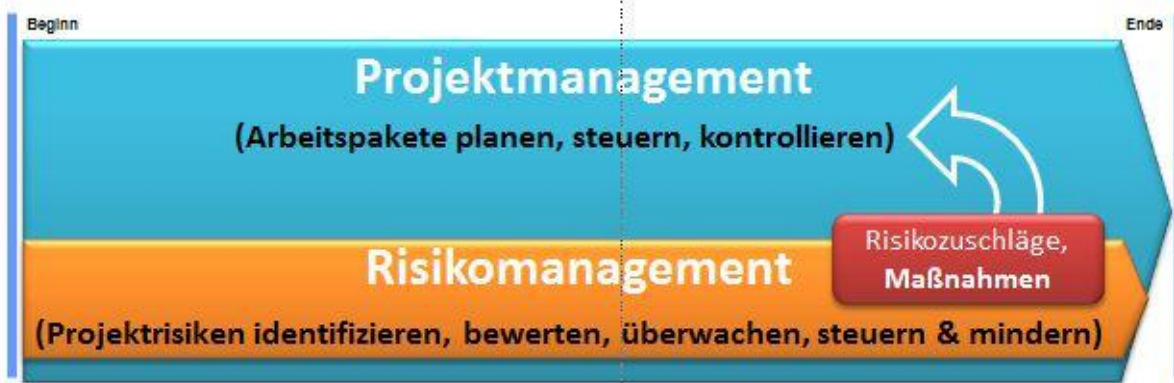 Beginn
Ende
Projektmanagement
(Arbeitspakete planen, steuern, kontrollieren)
Risikozuschläge,
Maßnahmen
Risikomanagement
(Projektrisiken identifizieren, bewerten, überwachen, steuern & mindern)